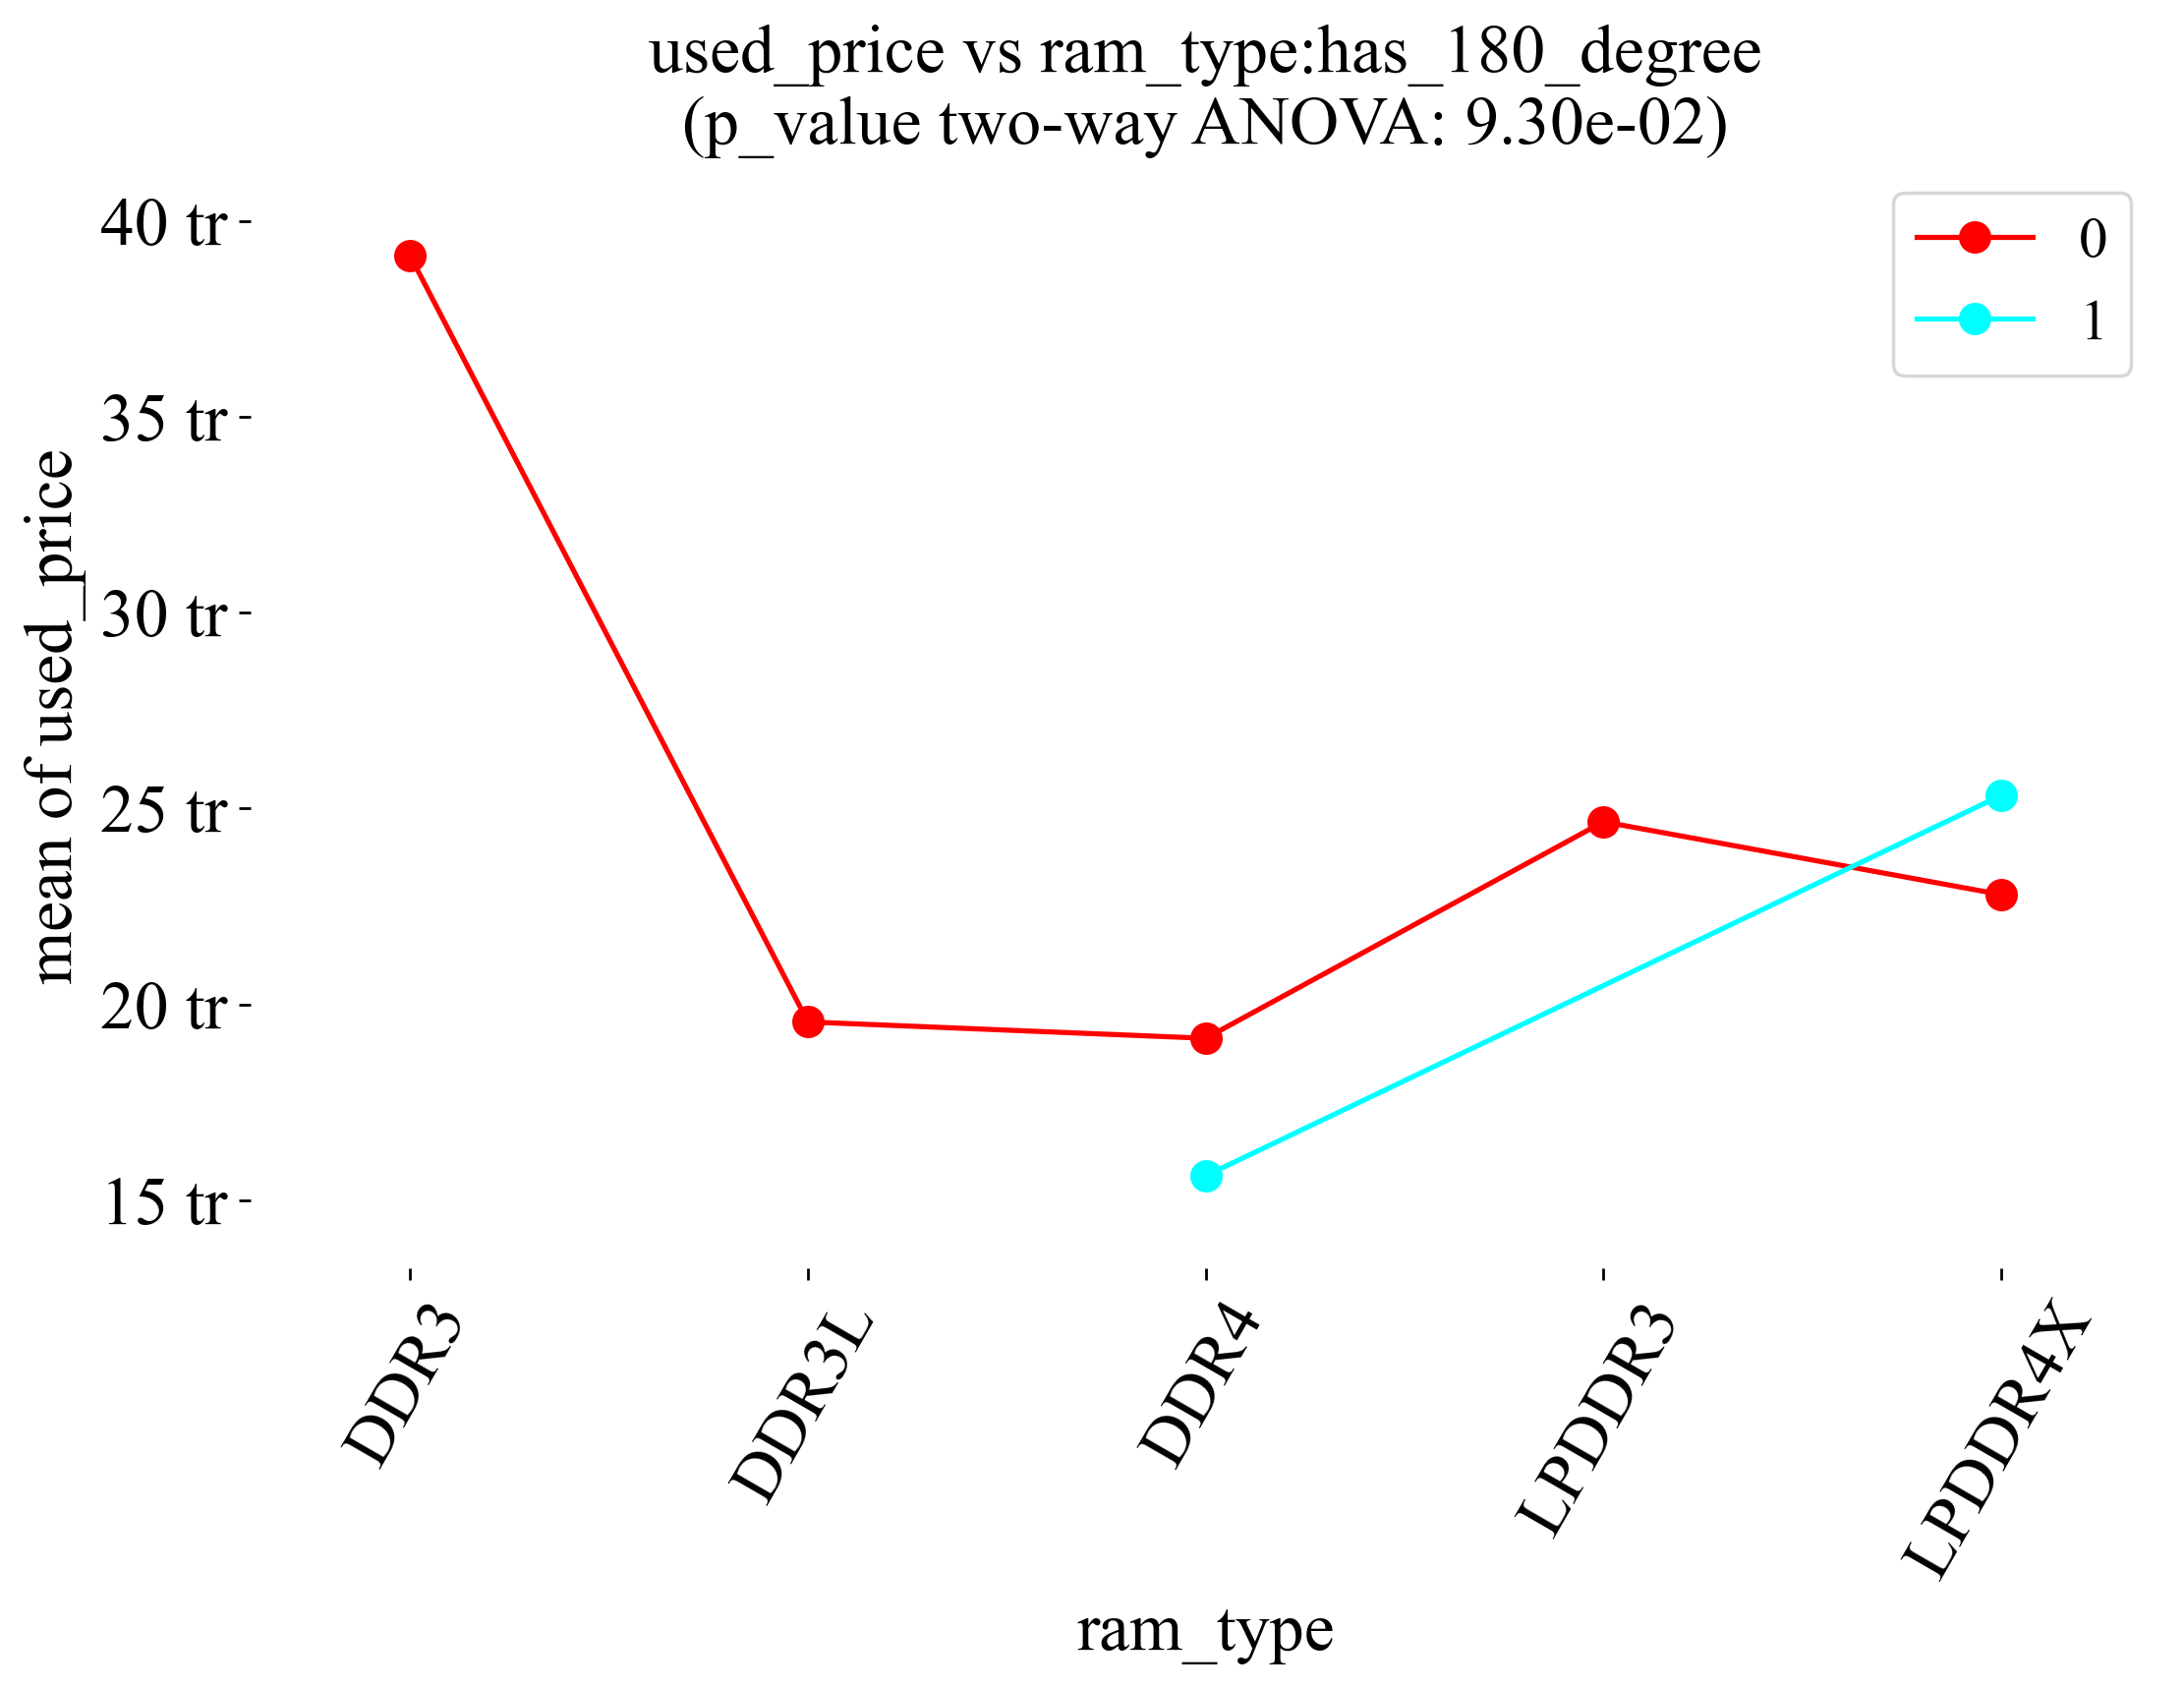 used_price vs ram_type:has_180_degree
(p_value two-way ANOVA: 9.30e-02)
0
1
mean of used_price
40 tr
35 tr
30 tr
25 tr
20 tr
15 tr
DDR3
DDR3L
DDR4
LPDDR3
LPDDR4X
ram_type